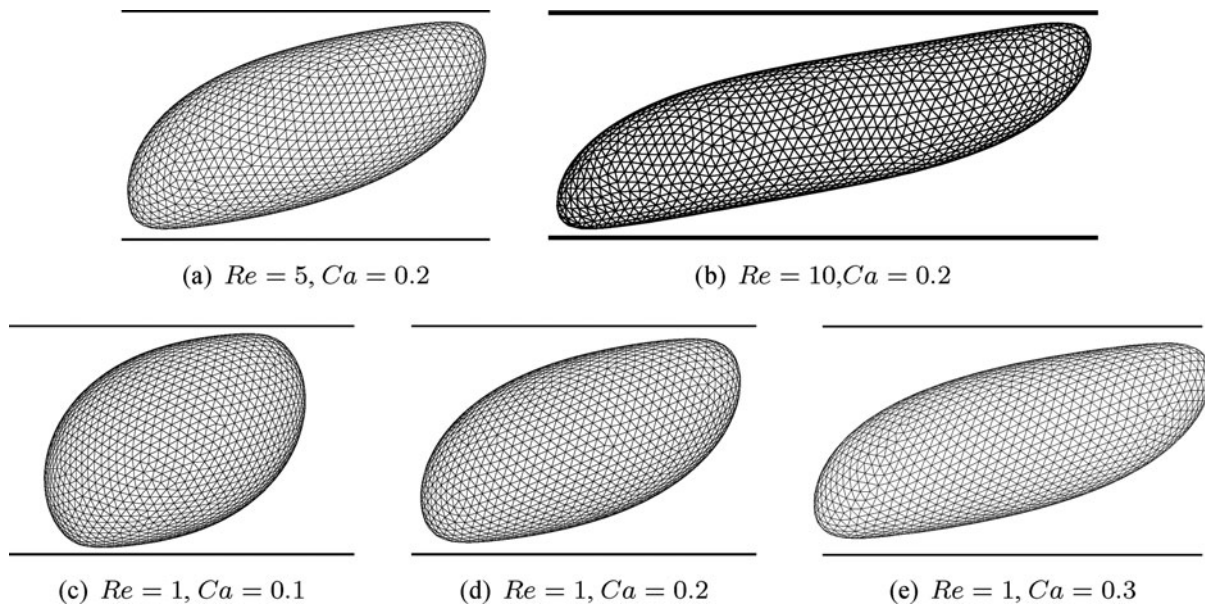 (a) Re = 5, Ca = 0.2
(b) Re = 10,Ca = 0.2
(c) Re = 1, Ca = 0.1
(d) Re = 1, Ca = 0.2
(e) Re = 1, Ca = 0.3